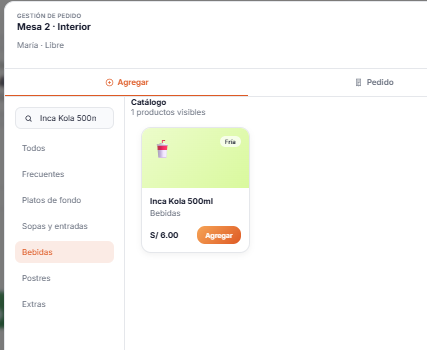 GESTIÓN DE PEDIDO
Mesa 2 · Interior
María · Libre
Agregar
Pedido
Inca Kola 500n
Todos
Frecuentes
Platos de fondo
Sopas y entradas
Bebidas
Postres
Extras
Catálogo
1 productos visibles
Fría
Inca Kola 500ml
Bebidas
S/ 6.00
Agregar